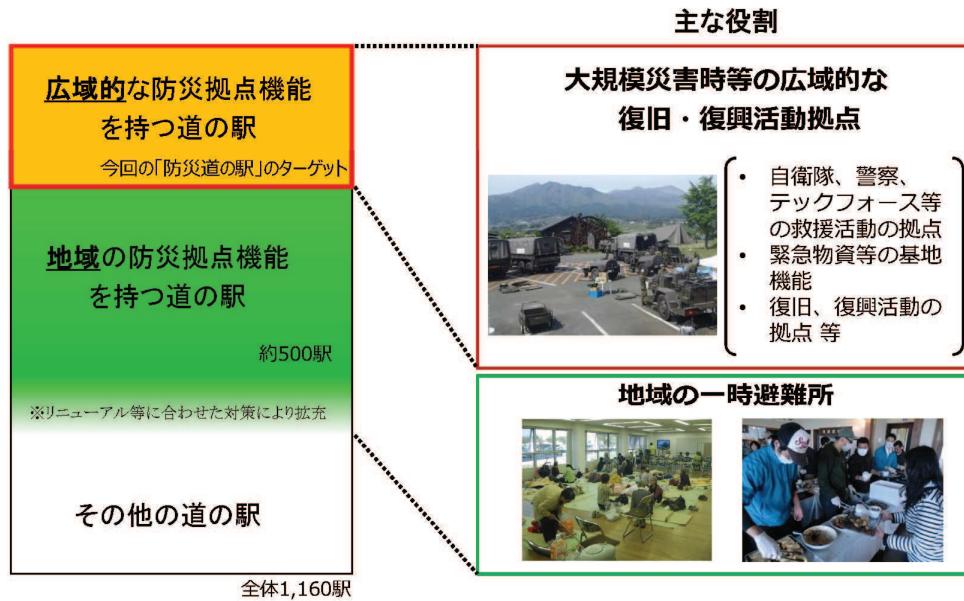 主な役割
広域的な防災拠点機能
を持つ道の駅
今回の「防災道の駅」のターゲット
地域の防災拠点機能
を持つ道の駅
約500駅
※リニューアル等に合わせた対策により拡充
その他の道の駅
全体1,160駅
大規模災害時等の広域的な
復旧・復興活動拠点
• 自衛隊、警察、
テックフォース等
の救援活動の拠点
• 緊急物資等の基地
機能
• 復旧、復興活動の
拠点 等
地域の一時避難所